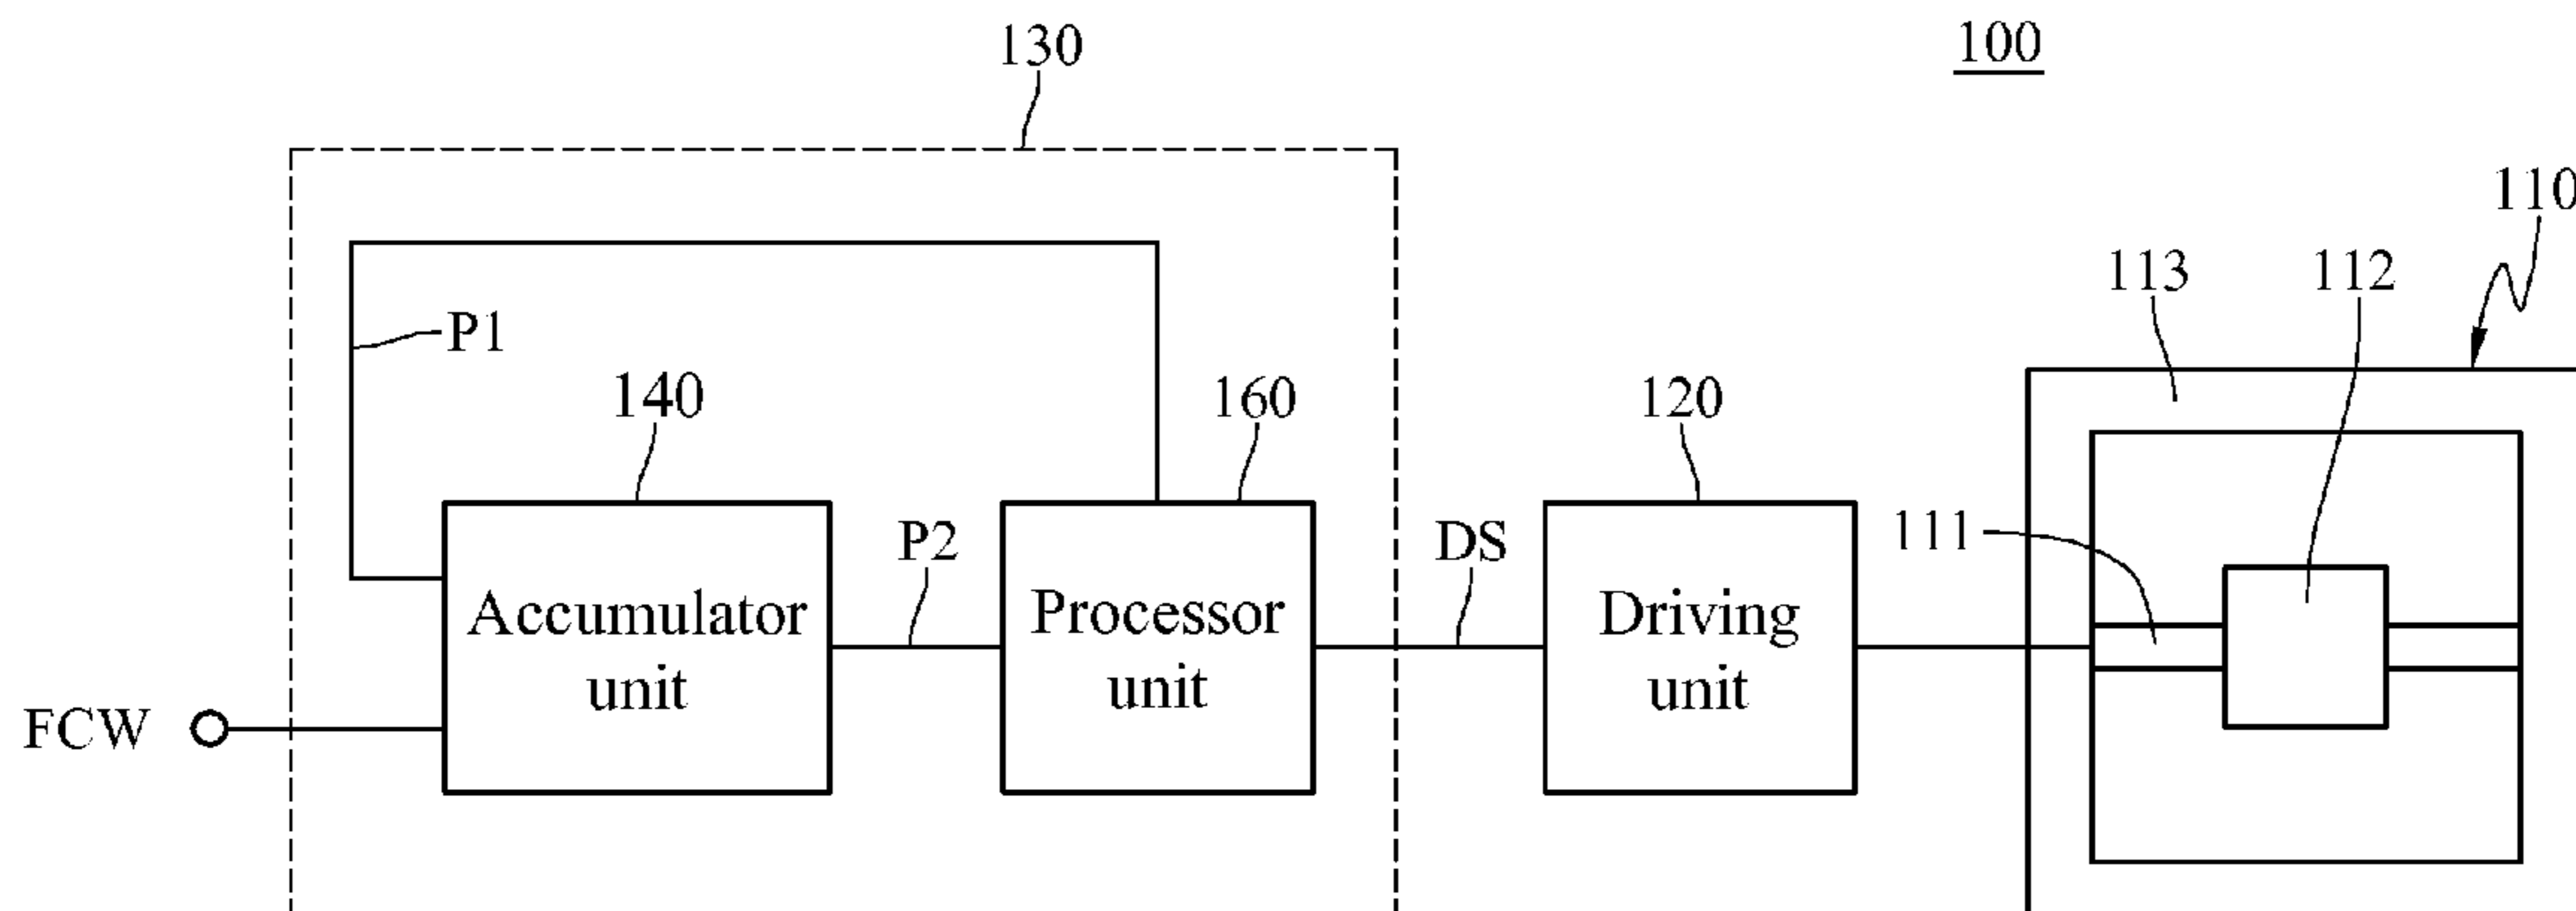 130
100
110
113
112
P1
140
160
120
P2
DS
111
Accumulator
unit
Processor
unit
Driving
unit
FCW